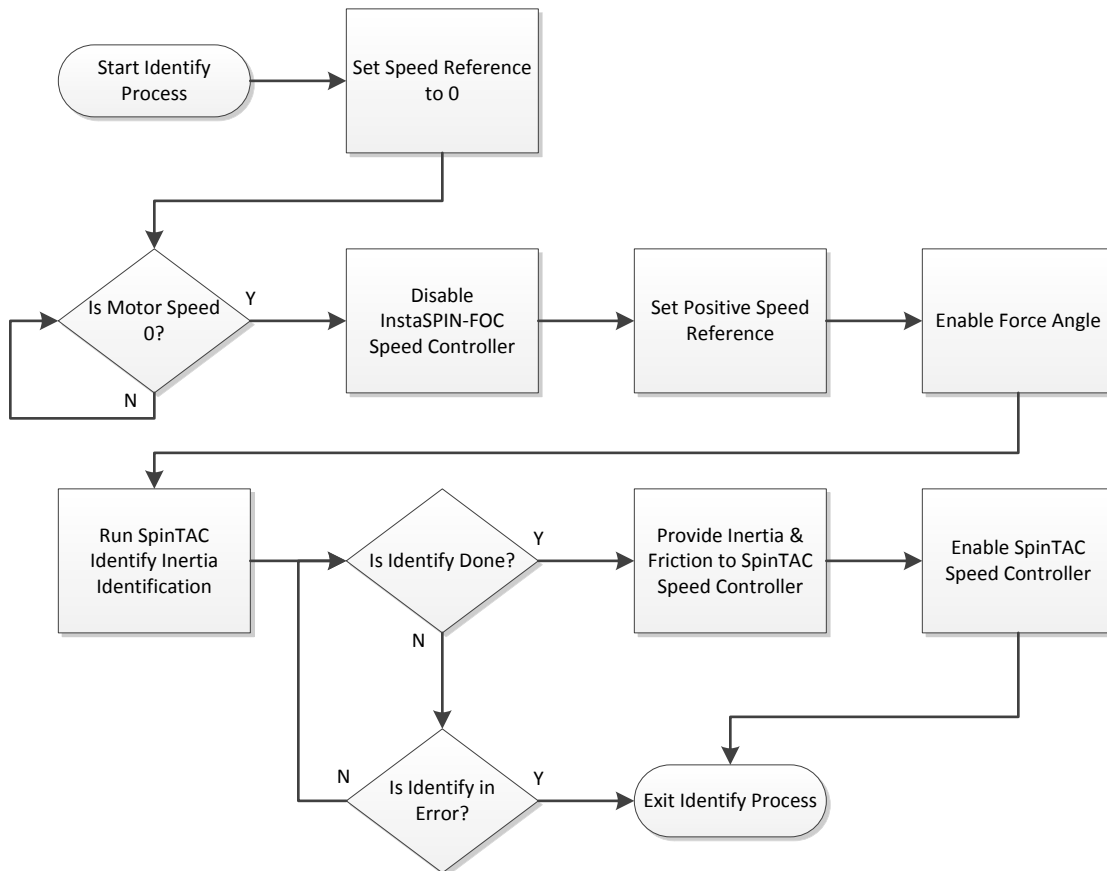 Start Identify
Process
Set Speed Reference
to 0
Is Motor Speed
0?
Y
N
Disable
InstaSPIN-FOC
Speed Controller
Set Positive Speed
Reference
Enable Force Angle
Run SpinTAC
Identify Inertia
Identification
Is Identify Done?
Y
N
Provide Inertia &
Friction to SpinTAC
Speed Controller
Enable SpinTAC
Speed Controller
N
Is Identify in
Error?
Y
Exit Identify Process